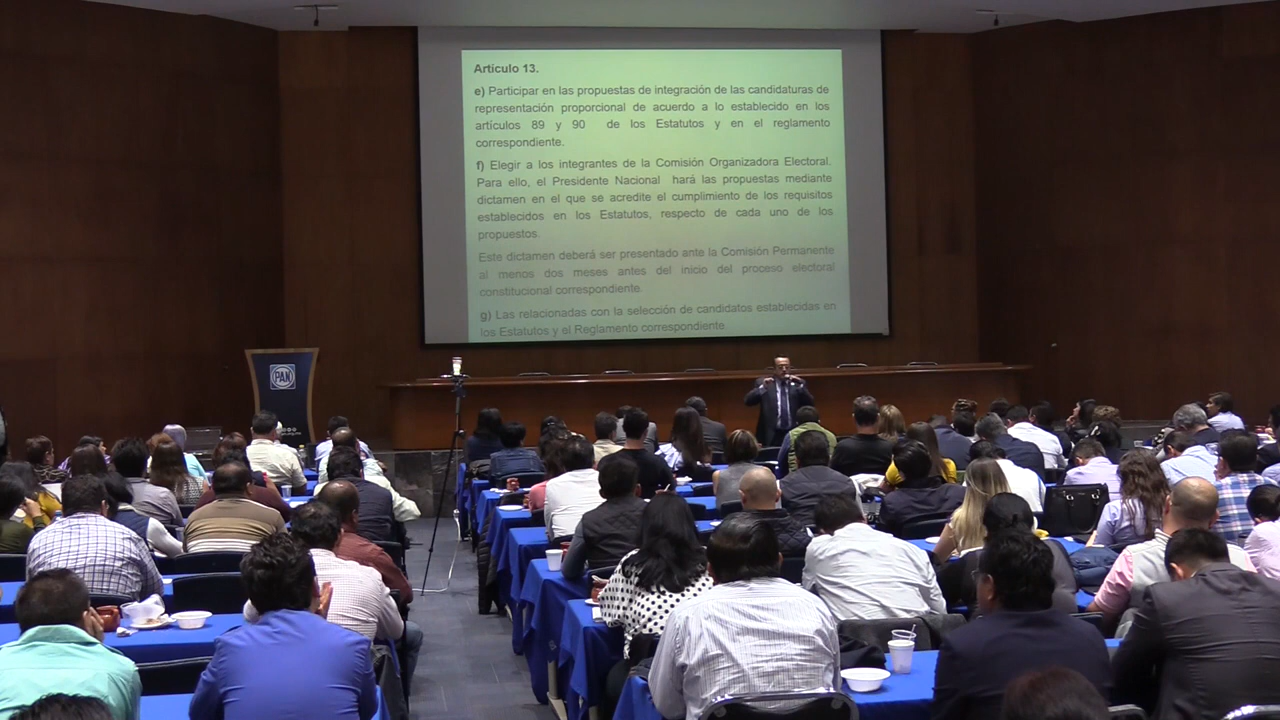 Artículo 13.
e) Participar en las propuestas de integración de las candidaturas de
representación proporcional de acuerdo a lo establecido en los
artículos 89 y 90 de los Estatutos y en el reglamento
correspondiente.
f) Elegir a los integrantes de la Comisión Organizadora Electoral.
Para ello, el Presidente Nacional hará las propuestas mediante
dictamen en el que se acredite el cumplimiento de los requisitos
establecidos en los Estatutos, respecto de cada uno de los
propuestos.
Este dictamen deberá ser presentado ante la Comisión Permanente
al menos dos meses antes del inicio del proceso electoral
constitucional correspondiente.
g) Las relacionadas con la selección de candidatos establecidas en
los Estatutos y el Reglamento correspondiente
PAN